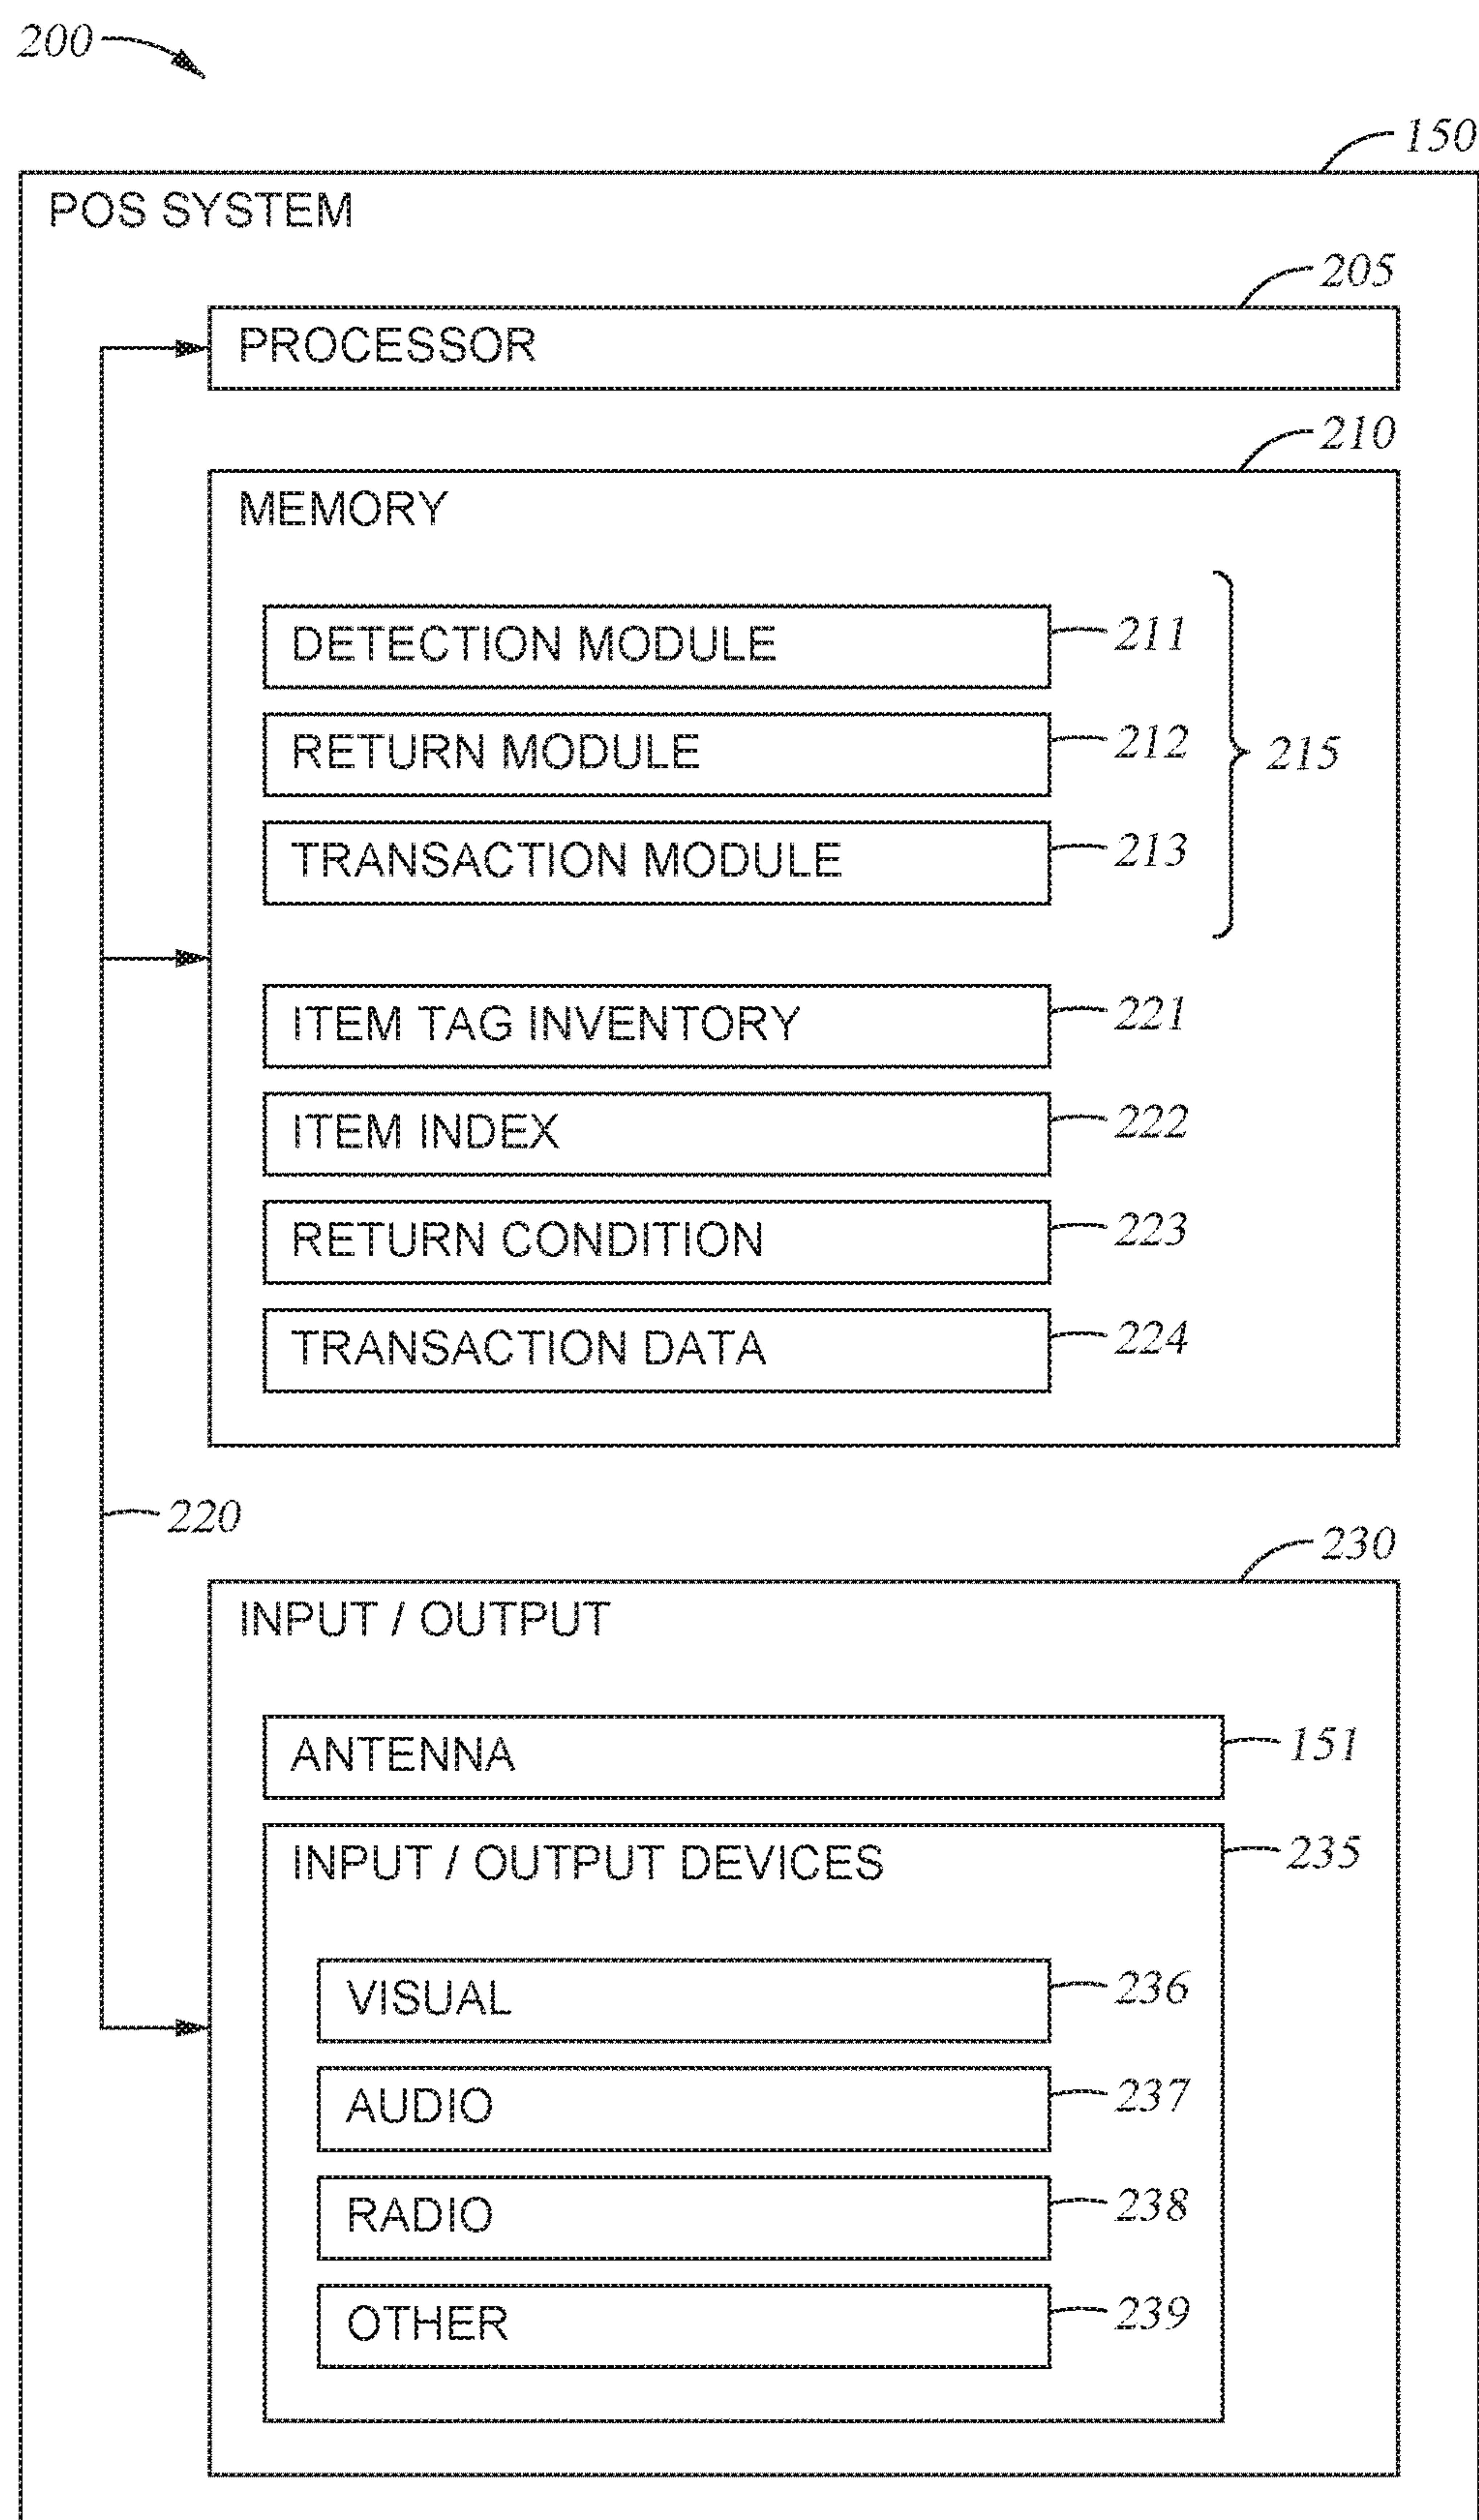 200
150
POS SYSTEM
205
PROCESSOR
210
MEMORY
DETECTION MODULE 211
RETURN MODULE 212
215
TRANSACTION MODULE 213
ITEM TAG INVENTORY 221
ITEM INDEX 222
RETURN CONDITION 223
TRANSACTION DATA 224
220
230
INPUT / OUTPUT
ANTENNA 151
INPUT / OUTPUT DEVICES 235
VISUAL 236
AUDIO 237
RADIO 238
OTHER 239